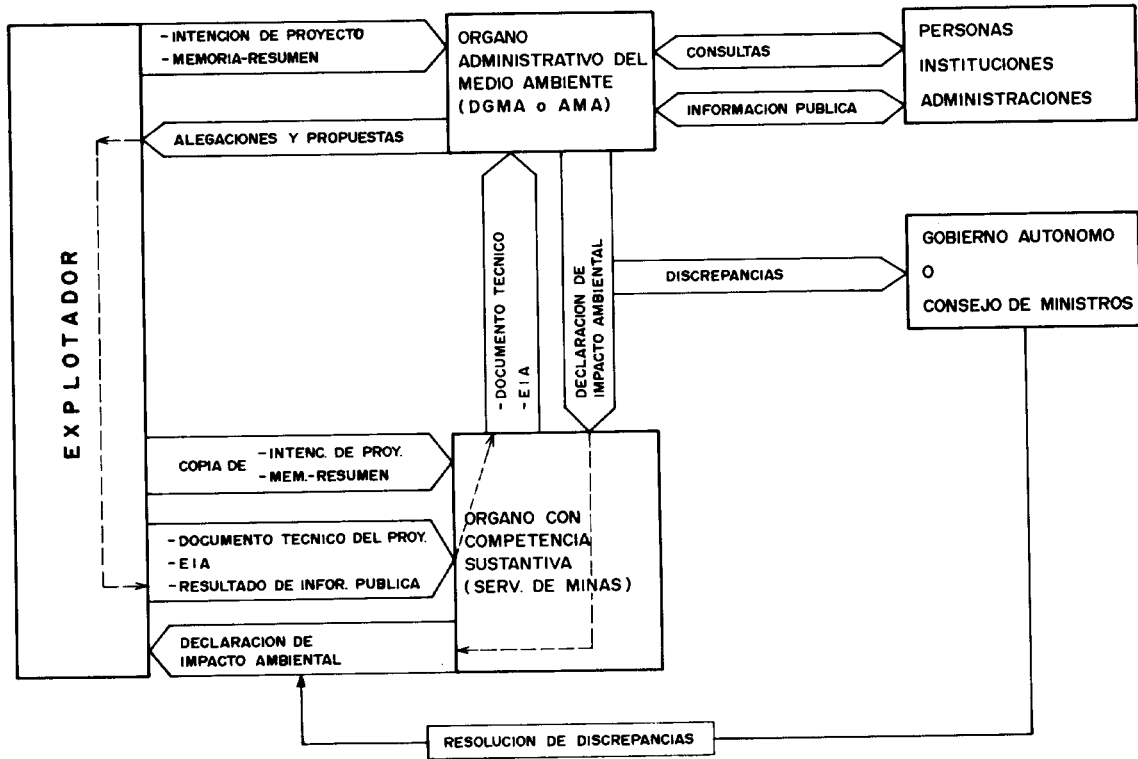 -INTENCION DE PROYECTO
-MEMORIA-RESUMEN
ORGANO
ADMINISTRATIVO DEL
MEDIO AMBIENTE
(DGMA o AMA)
CONSULTAS
INFORMACION PUBLICA
PERSONAS
INSTITUCIONES
ADMINISTRACIONES
ALEGACIONES Y PROPUESTAS
EXPLOTADOR
-DOCUMENTO TECNICO
-EIA
DECLARACION DE
IMPACTO AMBIENTAL
DISCREPANCIAS
GOBIERNO AUTONOMO
O
CONSEJO DE MINISTROS
COPIA DE -INTENC. DE PROY.
-MEM.-RESUMEN
-DOCUMENTO TECNICO DEL PROY.
-EIA
-RESULTADO DE INFOR. PUBLICA
ORGANO CON
COMPETENCIA
SUSTANTIVA
(SERV. DE MINAS)
DECLARACION DE
IMPACTO AMBIENTAL
RESOLUCION DE DISCREPANCIAS